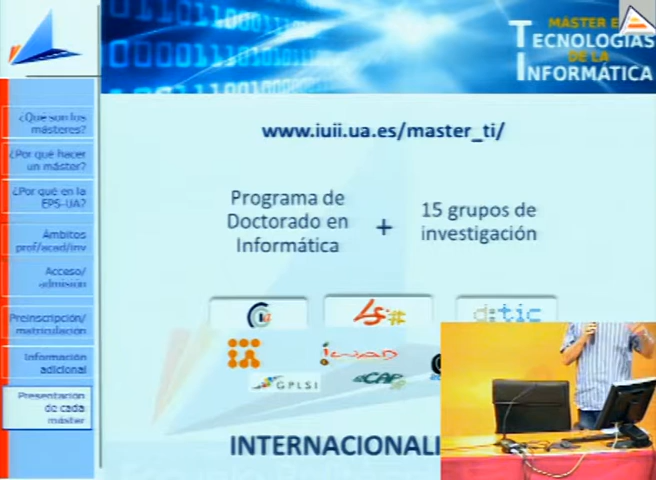 MÁSTER E
TECNOLOGÍAS
DE LA
INFORMÁTICA
¿Qué son los
másteres?
¿Por qué hacer
un máster?
¿Por qué en la
EPS-UA?
Ámbitos
prof/acad/inv
Acceso/
admisión
Preinscripción/
matriculación
Información
adicional
Presentación
de cada
máster
www.iuii.ua.es/master_ti/
Programa de
Doctorado en
Informática
+
15 grupos de
investigación
d:tic
iwad
GPLSI
INTERNACIONALI